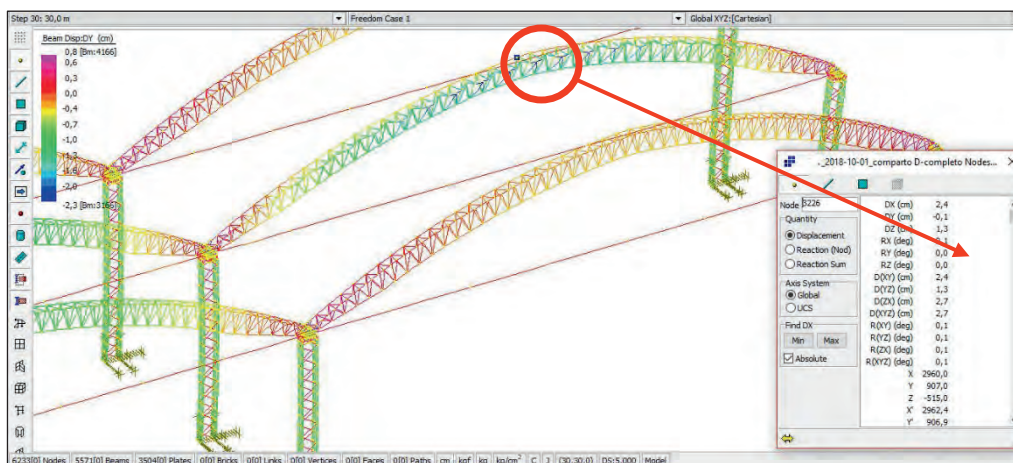 Step 30: 30,0 m
Freedom Case 1
Global XYZ:[Cartesian]
Beam Disp:DY (cm)
0,8 [Bm:4166]
0,6
0,3
0,0
-0,4
-0,7
-1,0
-1,3
-1,6
-2,0
-2,3 [Bm:3166]
._2018-10-01_comparto D-completo Nodes...
Node 3226
Quantity
Displacement
Reaction (Nod)
Reaction Sum
Axis System
Global
UCS
Find DX
Min Max
Absolute
DX (cm) 2,4
DY (cm) -0,1
DZ (cm) 1,3
RX (deg) 0,1
RY (deg) 0,0
RZ (deg) 0,0
D(XY) (cm) 2,4
D(YZ) (cm) 1,3
D(ZX) (cm) 2,7
D(XYZ) (cm) 2,7
R(XY) (deg) 0,1
R(YZ) (deg) 0,1
R(ZX) (deg) 0,1
R(XYZ) (deg) 0,1
X 2960,0
Y 907,0
Z -515,0
X' 2962,4
Y' 906,9
6233[0] Nodes 5571[0] Beams 3504[0] Plates 0[0] Bricks 0[0] Links 0[0] Vertices 0[0] Faces 0[0] Paths cm kgf kg kg/cm² C J (30,30,0) DS:5,000 Model